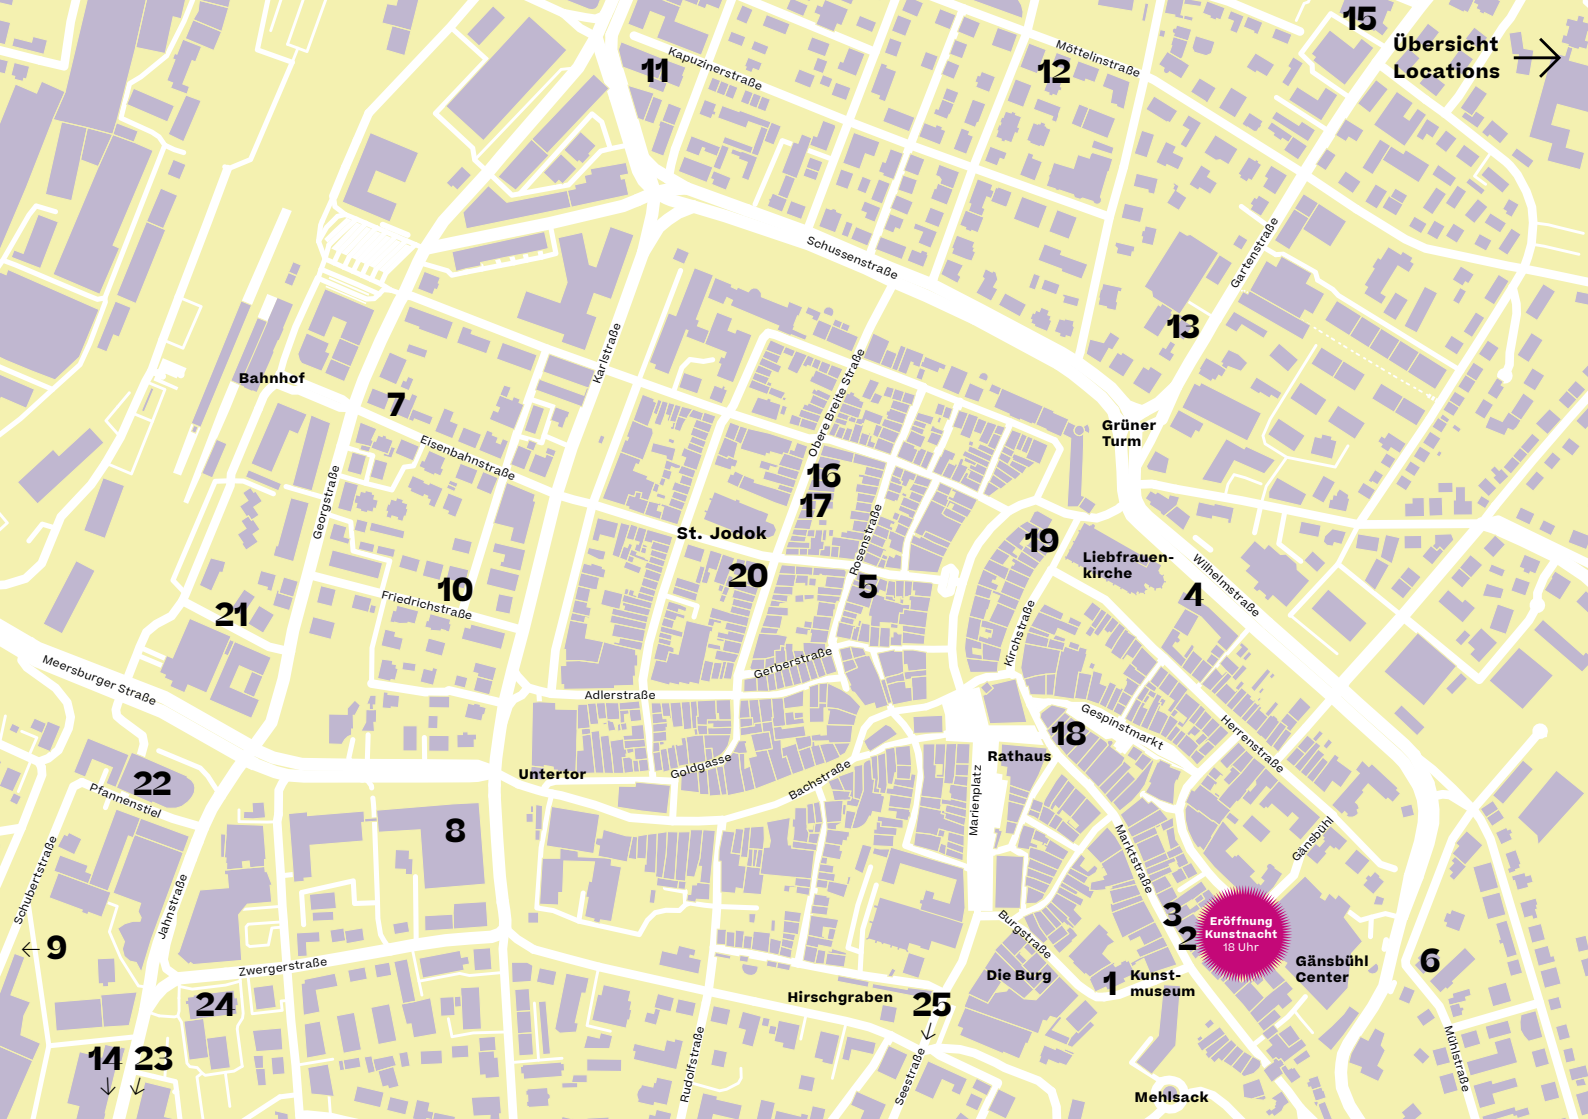 15
Übersicht
Locations
11
Kapuzinerstraße
12
Möttelinstraße
Schussenstraße
Gartenstraße
13
Karlstraße
Bahnhof
7
Eisenbahnstraße
Obere Breite Straße
Grüner
Turm
16
17
Georgstraße
St. Jodok
Rosenstraße
19
Liebfrauen-
kirche
Wilhelmstraße
4
20
5
10
Friedrichstraße
21
Kirchstraße
Meersburger Straße
Gerberstraße
Adlerstraße
Gespinstmarkt
18
Herrenstraße
Rathaus
Untertor
Goldgasse
Bachstraße
Marienplatz
22
Pfannenstiel
8
Schubertstraße
Marktstraße
Gänsbühl
Jahnstraße
9
3
2
Eröffnung
Kunstnacht
18 Uhr
Burgstraße
Gänsbühl
Center
6
Zwergerstraße
Die Burg
1
Kunst-
museum
Hirschgraben
25
24
14
23
Rudolfstraße
Seestraße
Mühlstraße
Mehlsack